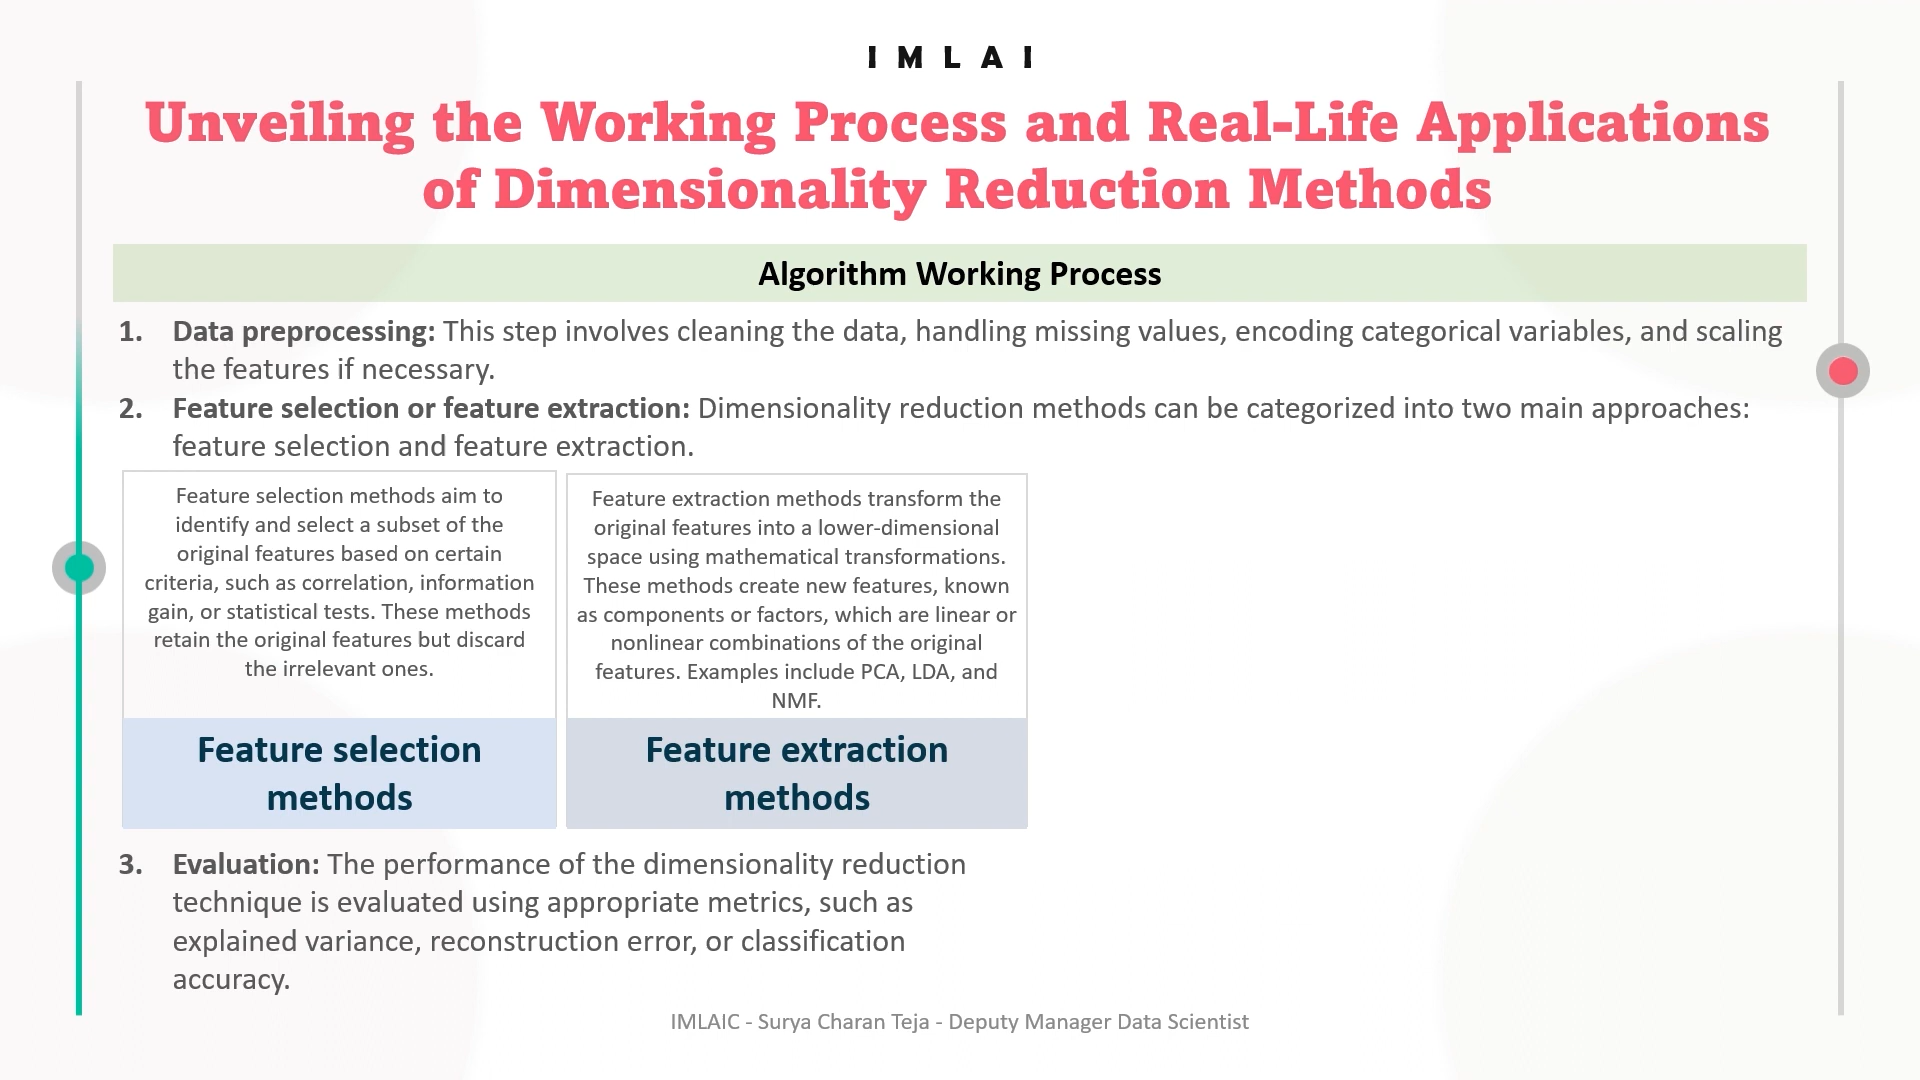 IMLAI
Unveiling the Working Process and Real-Life Applications
of Dimensionality Reduction Methods
Algorithm Working Process
1. Data preprocessing: This step involves cleaning the data, handling missing values, encoding categorical variables, and scaling
the features if necessary.
2. Feature selection or feature extraction: Dimensionality reduction methods can be categorized into two main approaches:
feature selection and feature extraction.
Feature selection methods aim to
identify and select a subset of the
original features based on certain
criteria, such as correlation, information
gain, or statistical tests. These methods
retain the original features but discard
the irrelevant ones.
Feature selection
methods
Feature extraction methods transform the
original features into a lower-dimensional
space using mathematical transformations.
These methods create new features, known
as components or factors, which are linear or
nonlinear combinations of the original
features. Examples include PCA, LDA, and
NMF.
Feature extraction
methods
3. Evaluation: The performance of the dimensionality reduction
technique is evaluated using appropriate metrics, such as
explained variance, reconstruction error, or classification
accuracy.
IMLAIC - Surya Charan Teja - Deputy Manager Data Scientist